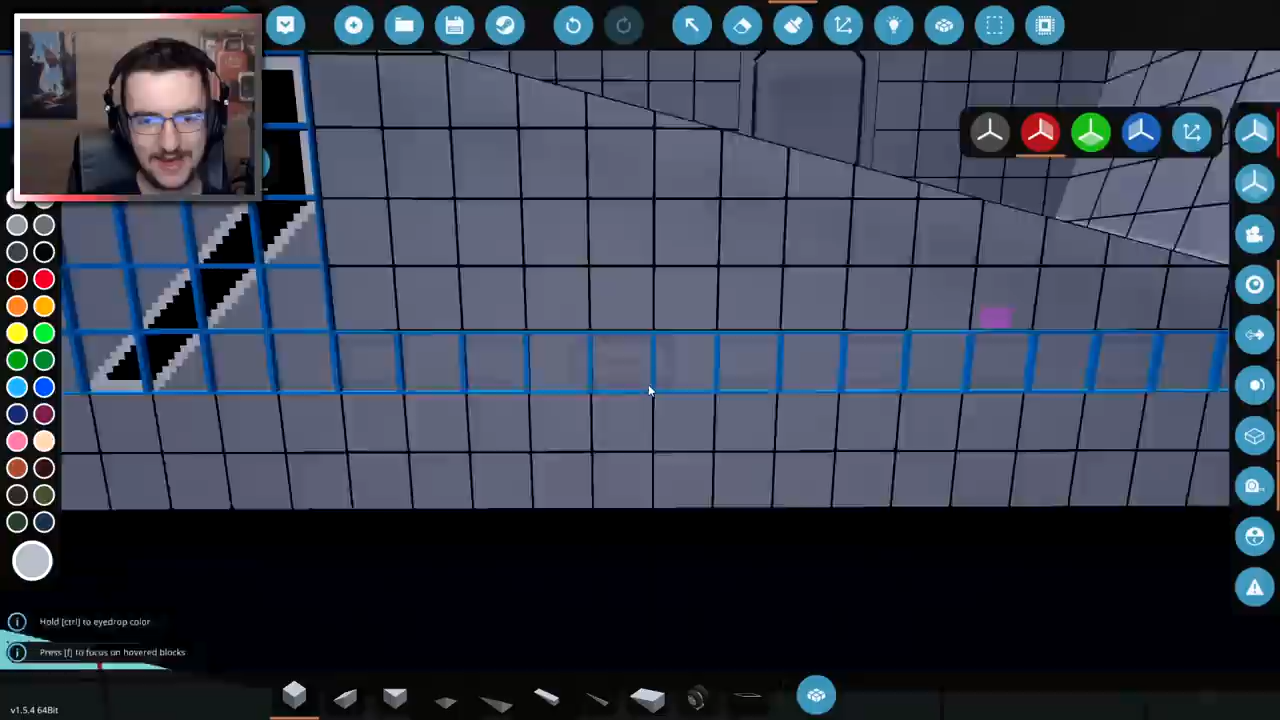 Hold [ctrl] to eyedrop color
Press [f] to focus on hovered blocks
v1.5.4 64Bit